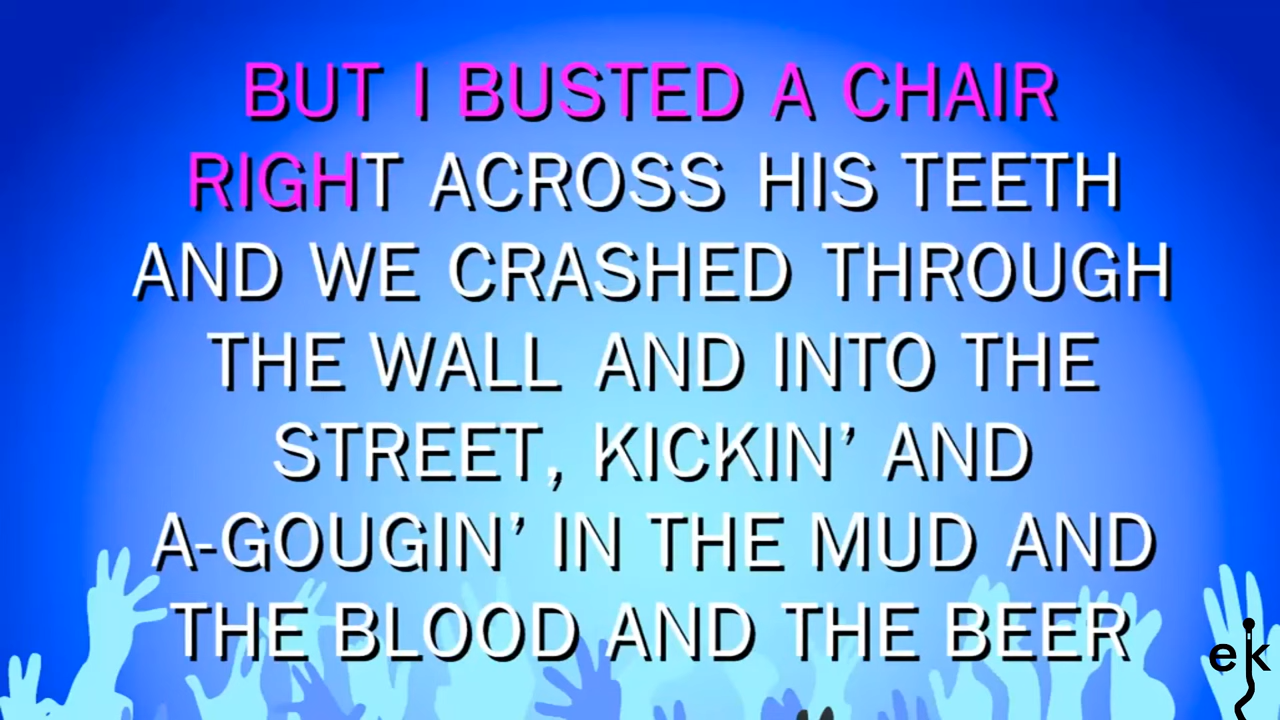 BUT I BUSTED A CHAIR
RIGHT ACROSS HIS TEETH
AND WE CRASHED THROUGH
THE WALL AND INTO THE
STREET, KICKIN’ AND
A-GOUGIN’ IN THE MUD AND
THE BLOOD AND THE BEER
ek